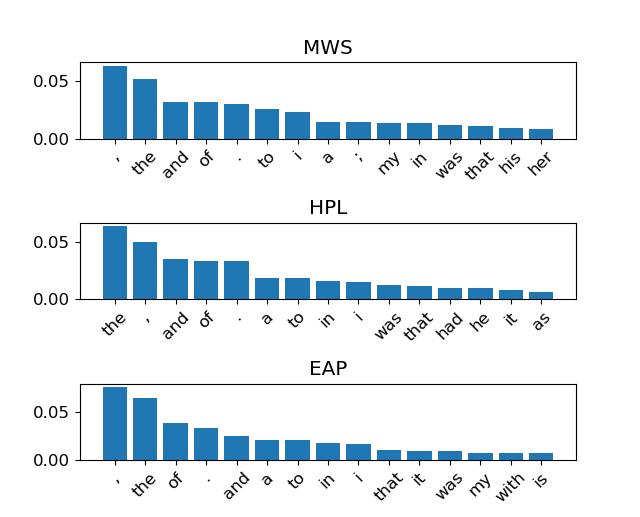 MWS
0.05
0.00
, the and of . to i a ; my in was that his her
HPL
0.05
0.00
the , and of . a to in i was that had he it as
EAP
0.05
0.00
, the of . and a to in i that it was my with is